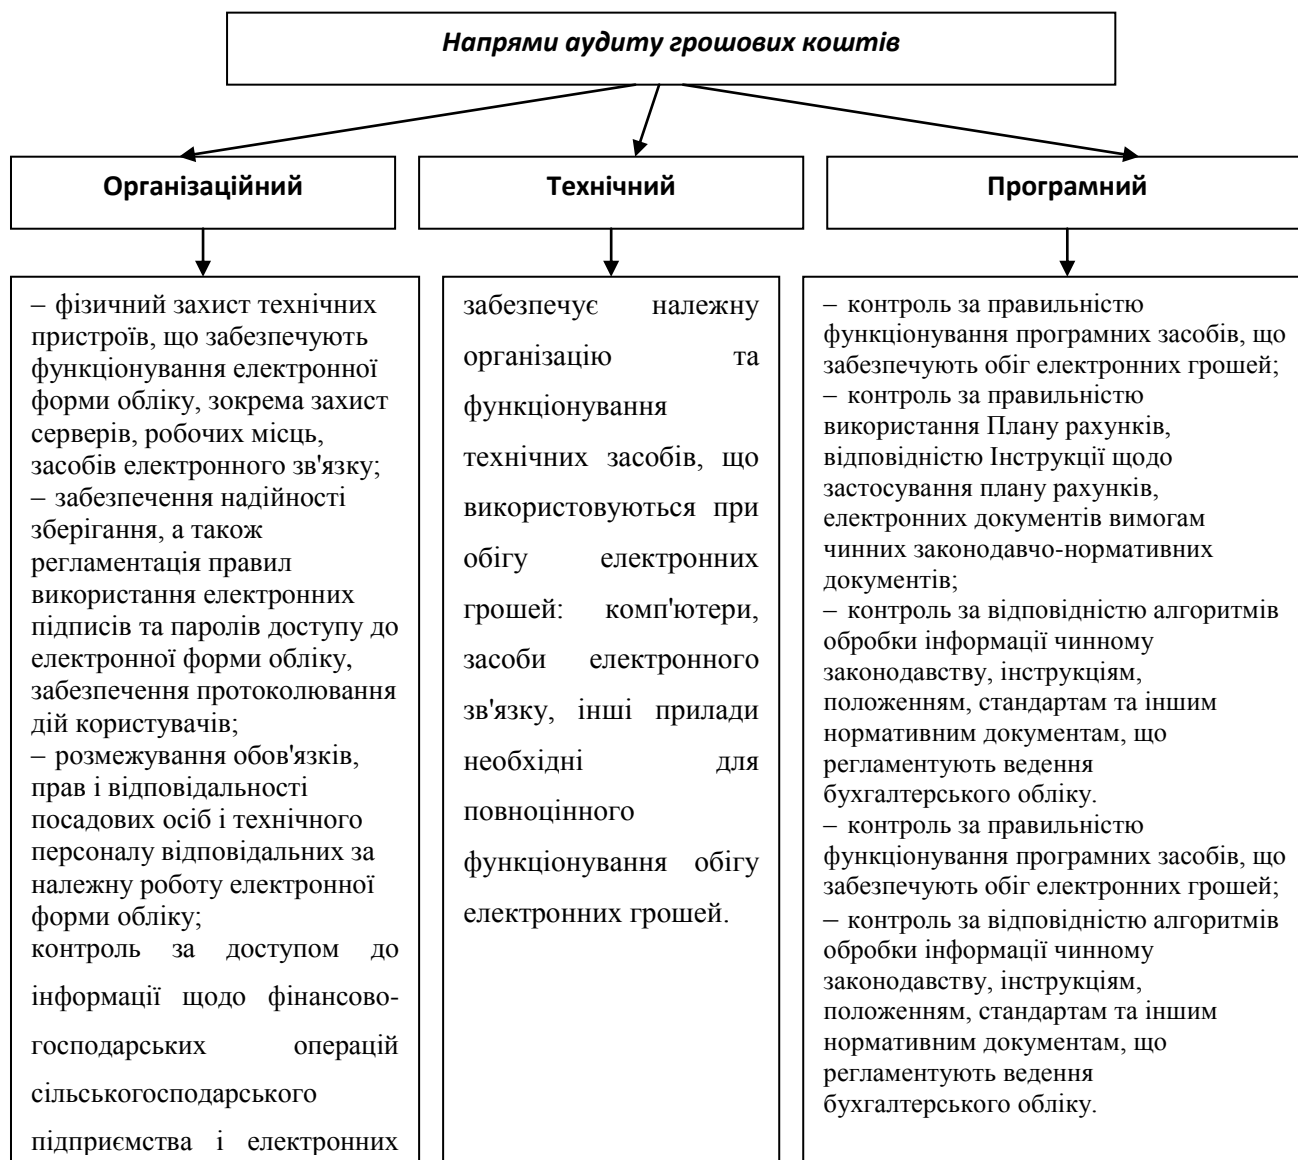 Напрями аудиту грошових коштів
Організаційний
Технічний
Програмний
– фізичний захист технічних
пристроїв, що забезпечують
функціонування електронної
форми обліку, зокрема захист
серверів, робочих місць,
засобів електронного зв'язку;
– забезпечення надійності
зберігання, а також
регламентація правил
використання електронних
підписів та паролів доступу до
електронної форми обліку,
забезпечення протоколювання
дій користувачів;
– розмежування обов'язків,
прав і відповідальності
посадових осіб і технічного
персоналу відповідальних за
належну роботу електронної
форми обліку;
контроль за доступом до
інформації щодо фінансово-
господарських операцій
сільськогосподарського
підприємства і електронних
забезпечує належну
організацію та
функціонування
технічних засобів, що
використовуються при
обігу електронних
грошей: комп'ютери,
засоби електронного
зв'язку, інші прилади
необхідні для
повноцінного
функціонування обігу
електронних грошей.
– контроль за правильністю
функціонування програмних засобів, що
забезпечують обіг електронних грошей;
– контроль за правильністю
використання Плану рахунків,
відповідністю Інструкції щодо
застосування плану рахунків,
електронних документів вимогам
чинних законодавчо-нормативних
документів;
– контроль за відповідністю алгоритмів
обробки інформації чинному
законодавству, інструкціям,
положенням, стандартам та іншим
нормативним документам, що
регламентують ведення
бухгалтерського обліку.
– контроль за правильністю
функціонування програмних засобів, що
забезпечують обіг електронних грошей;
– контроль за відповідністю алгоритмів
обробки інформації чинному
законодавству, інструкціям,
положенням, стандартам та іншим
нормативним документам, що
регламентують ведення
бухгалтерського обліку.